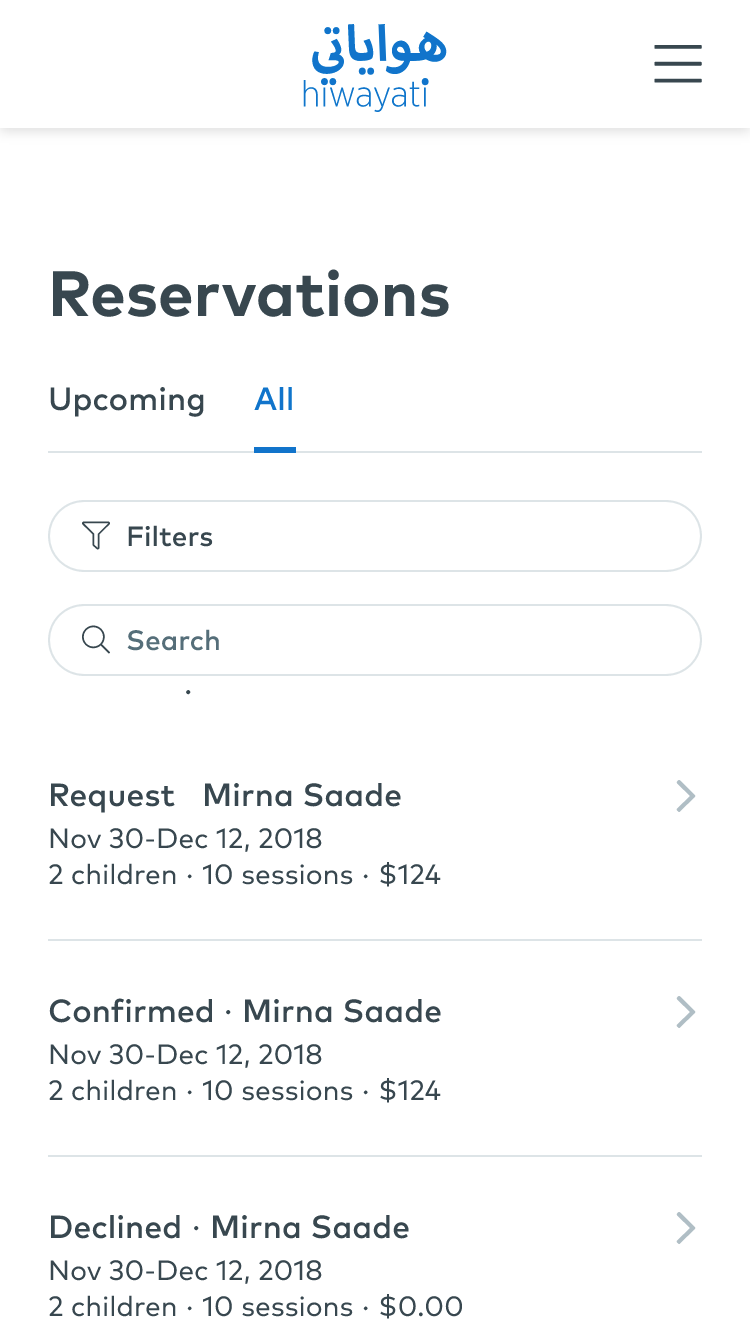 هواياتي
hiwayati
Reservations
Upcoming All
Filters
Search
·
Request Mirna Saade
Nov 30-Dec 12, 2018
2 children · 10 sessions · $124
Confirmed · Mirna Saade
Nov 30-Dec 12, 2018
2 children · 10 sessions · $124
Declined · Mirna Saade
Nov 30-Dec 12, 2018
2 children · 10 sessions · $0.00